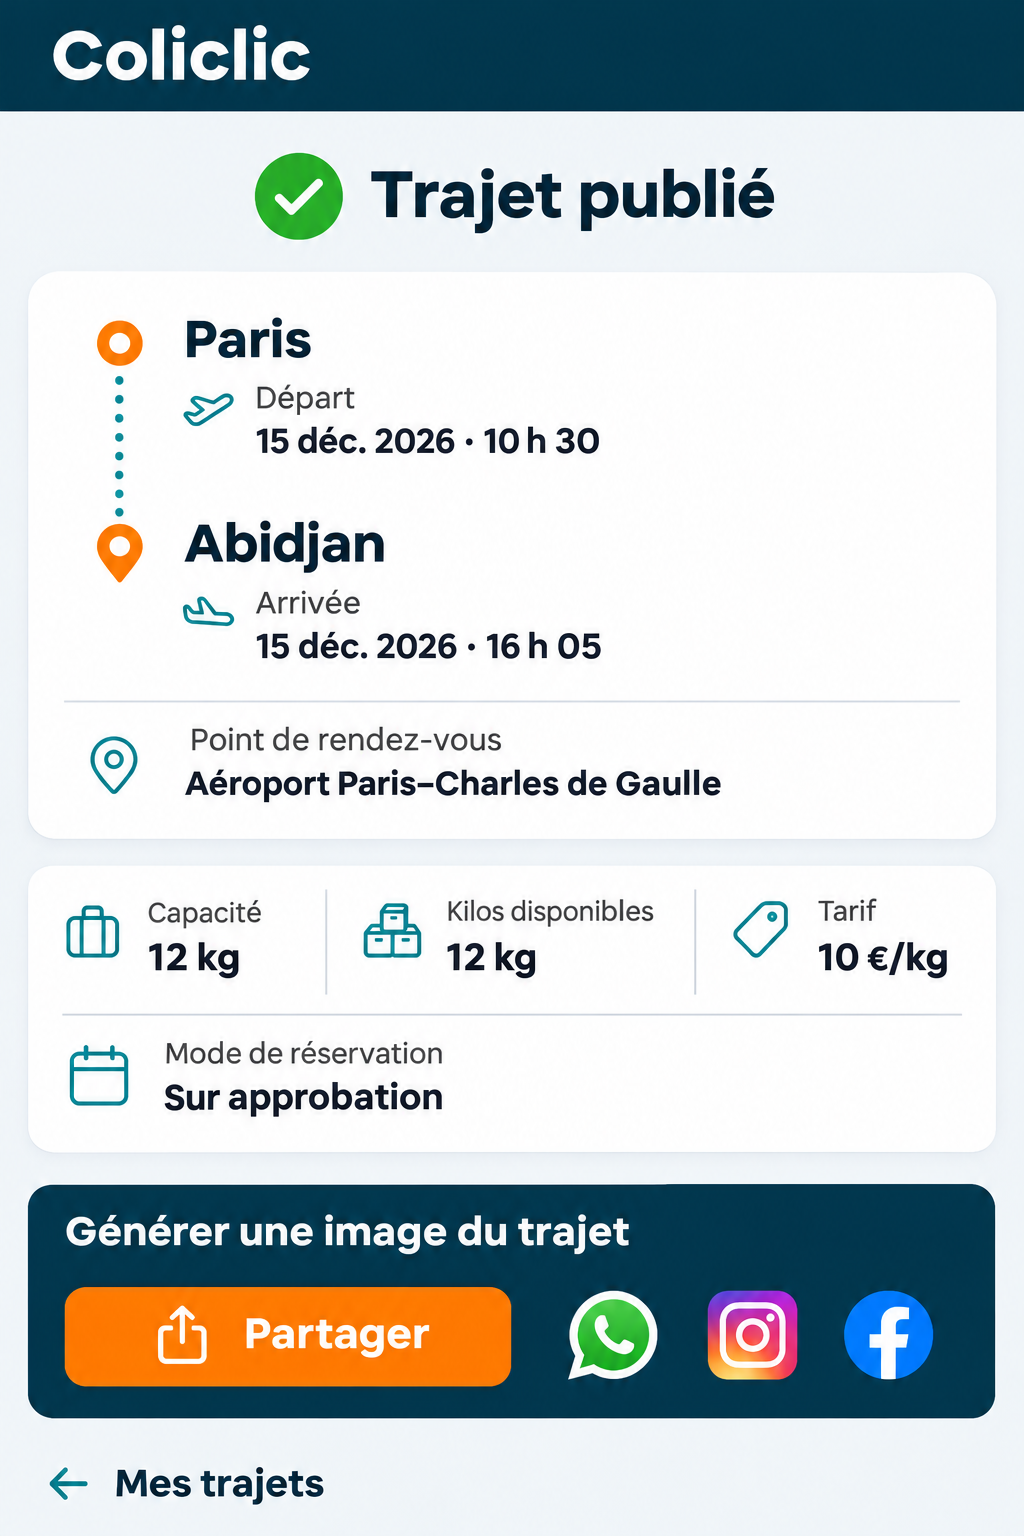 Coliclic
Trajet publié
Paris
Départ
15 déc. 2026 · 10 h 30
Abidjan
Arrivée
15 déc. 2026 · 16 h 05
Point de rendez-vous
Aéroport Paris–Charles de Gaulle
Capacité
12 kg
Kilos disponibles
12 kg
Tarif
10 €/kg
Mode de réservation
Sur approbation
Générer une image du trajet
Partager
Mes trajets